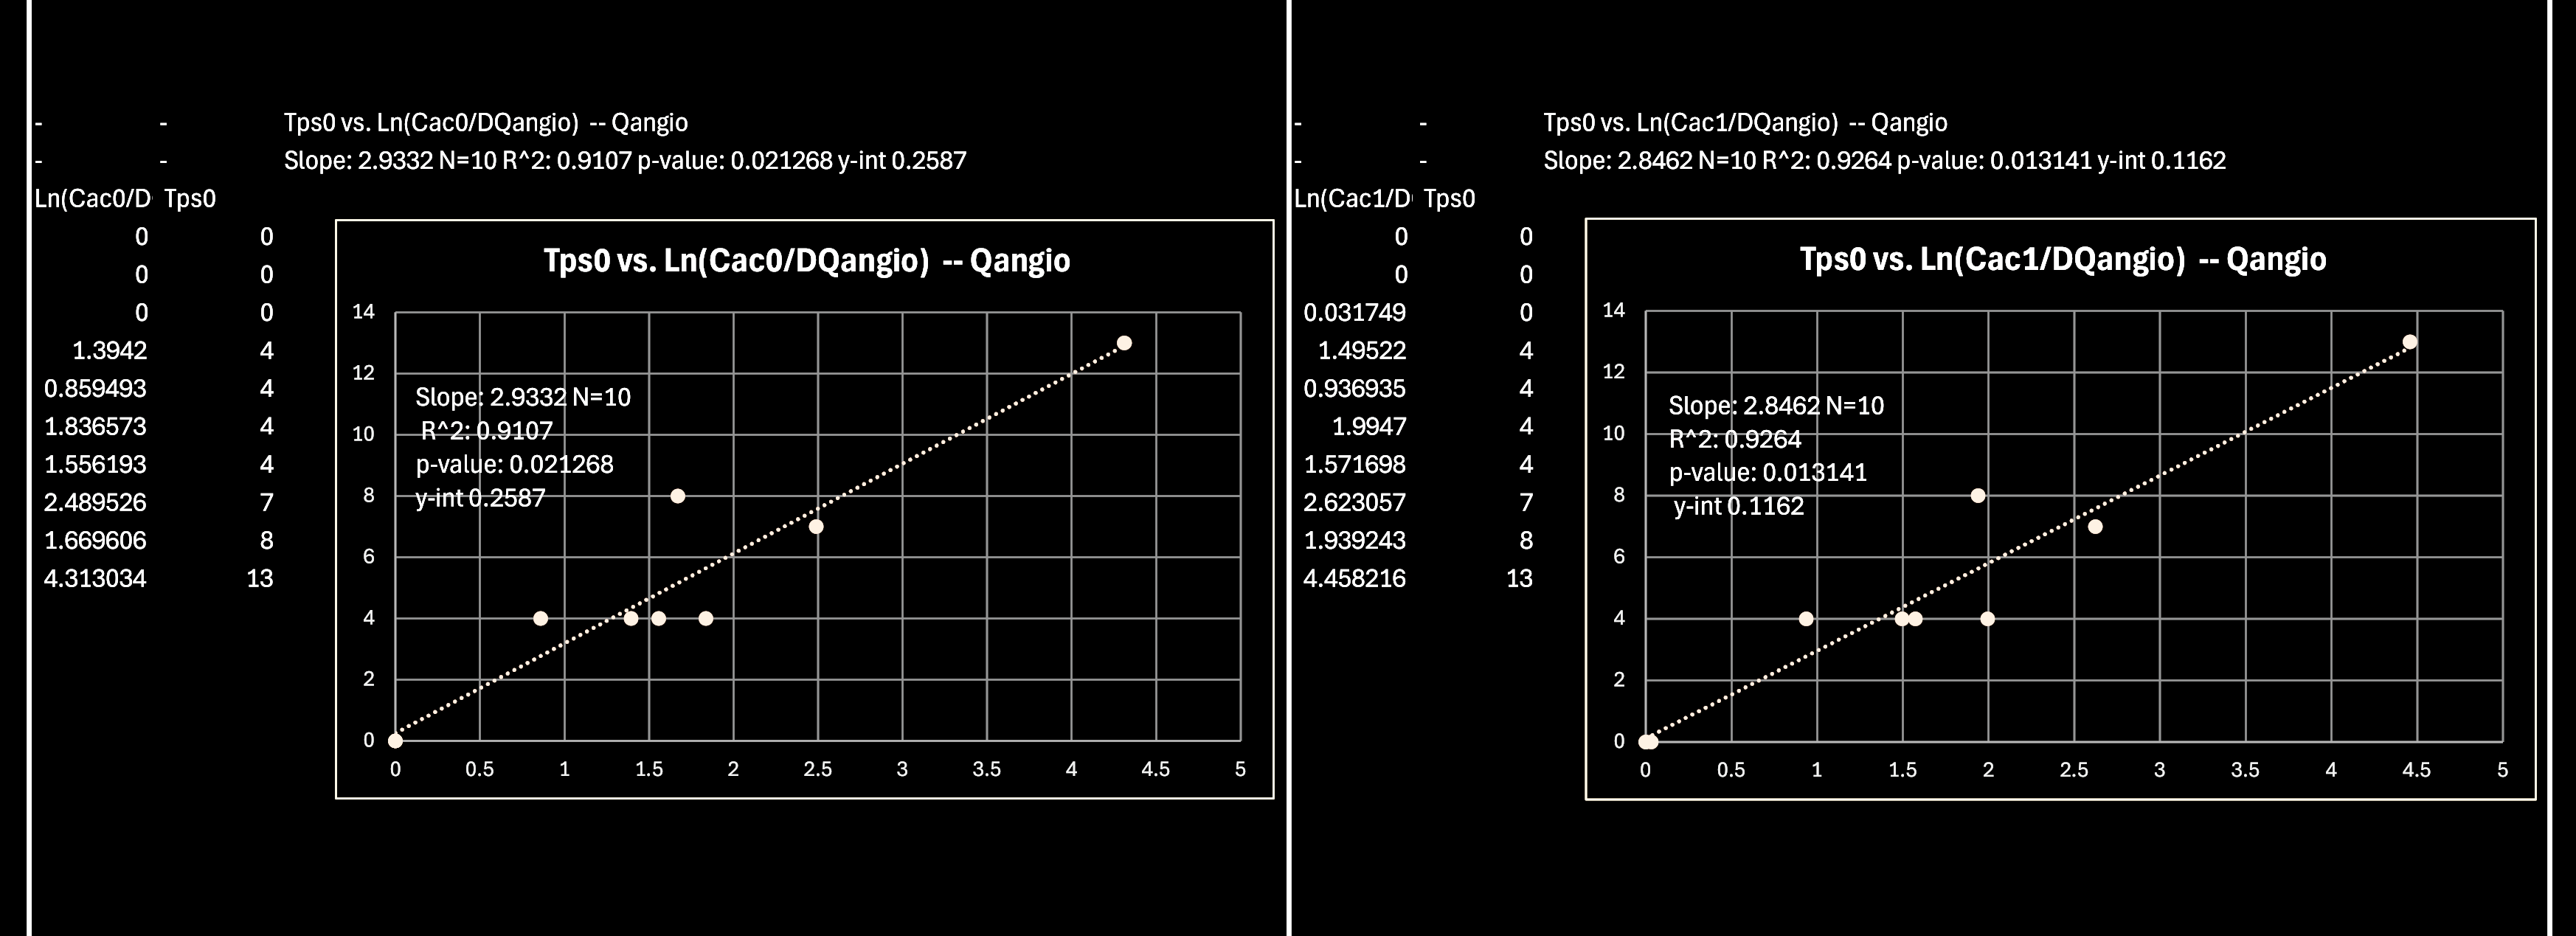 - - Tps0 vs. Ln(Cac0/DQangio) -- Qangio
- - Slope: 2.9332 N=10 R^2: 0.9107 p-value: 0.021268 y-int 0.2587
Ln(Cac0/D Tps0
0 0
0 0
0 0
1.3942 4
0.859493 4
1.836573 4
1.556193 4
2.489526 7
1.669606 8
4.313034 13
Tps0 vs. Ln(Cac0/DQangio) -- Qangio
14
12
10
8
6
4
2
0
Slope: 2.9332 N=10
R^2: 0.9107
p-value: 0.021268
y-int 0.2587
0 0.5 1 1.5 2 2.5 3 3.5 4 4.5 5
- - Tps0 vs. Ln(Cac1/DQangio) -- Qangio
- - Slope: 2.8462 N=10 R^2: 0.9264 p-value: 0.013141 y-int 0.1162
Ln(Cac1/D Tps0
0 0
0 0
0.031749 0
1.49522 4
0.936935 4
1.9947 4
1.571698 4
2.623057 7
1.939243 8
4.458216 13
Tps0 vs. Ln(Cac1/DQangio) -- Qangio
14
12
10
8
6
4
2
0
Slope: 2.8462 N=10
R^2: 0.9264
p-value: 0.013141
y-int 0.1162
0 0.5 1 1.5 2 2.5 3 3.5 4 4.5 5